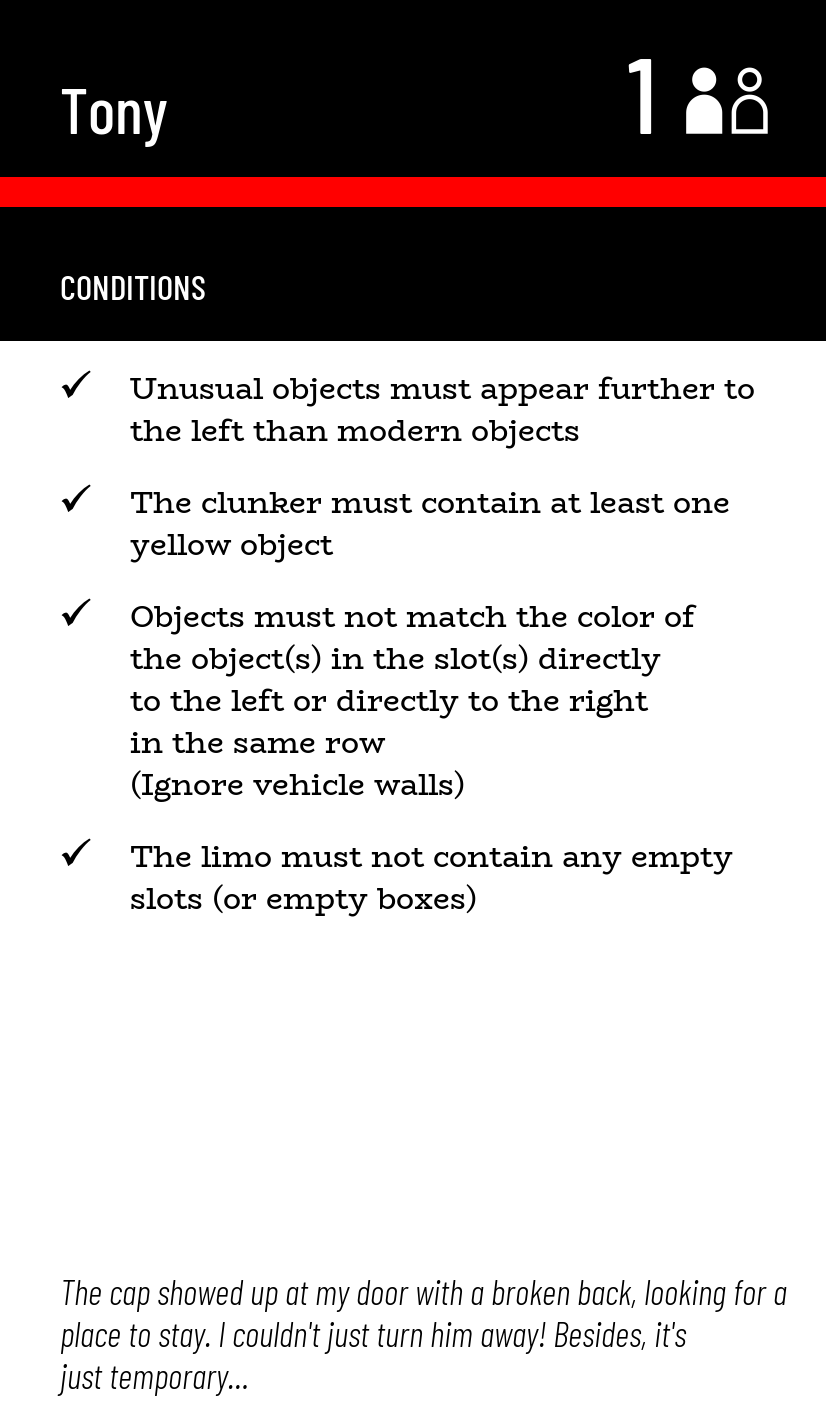 Tony
1
CONDITIONS
✓ Unusual objects must appear further to
the left than modern objects
✓ The clunker must contain at least one
yellow object
✓ Objects must not match the color of
the object(s) in the slot(s) directly
to the left or directly to the right
in the same row
(Ignore vehicle walls)
✓ The limo must not contain any empty
slots (or empty boxes)
The cap showed up at my door with a broken back, looking for a
place to stay. I couldn't just turn him away! Besides, it's
just temporary...